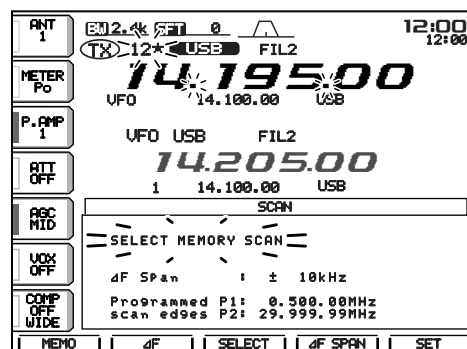 ANT 1
BW 2.4k SFT 0
12:00
12:00
TX 12★ USB FIL2
METER Po
14.195.00
VFO 14.100.00 USB
P.AMP 1
VFO USB FIL2
14.205.00
ATT OFF
1 14.100.00 USB
AGC MID
SCAN
SELECT MEMORY SCAN
VOX OFF
⊿F Span : ± 10kHz
COMP OFF WIDE
Programmed P1: 0.500.00MHz
scan edges P2: 29.999.99MHz
MEMO ⊿F SELECT ⊿F SPAN SET